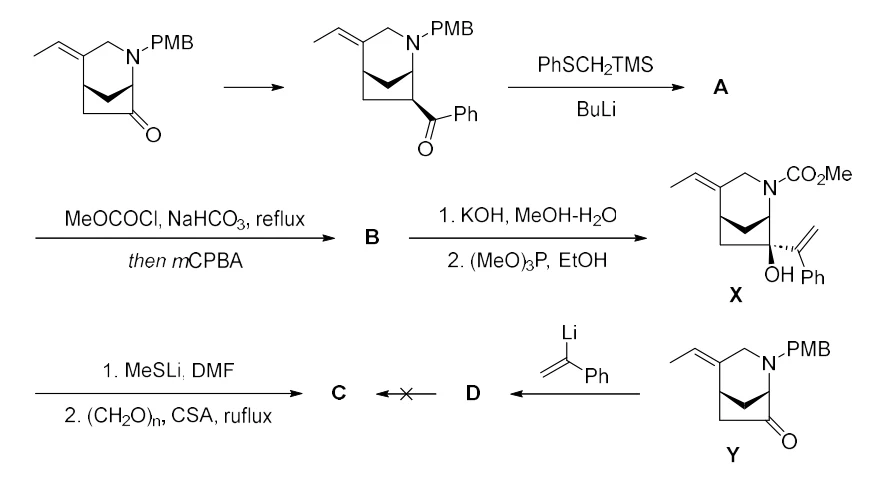 N PMB
O
N PMB
Ph
O
PhSCH2TMS
BuLi
A
MeOCOCl, NaHCO3, reflux
then mCPBA
B
1. KOH, MeOH-H2O
2. (MeO)3P, EtOH
N CO2Me
OH Ph
X
1. MeSLi, DMF
2. (CH2O)n, CSA, ruflux
C
D
Li
Ph
N PMB
O
Y